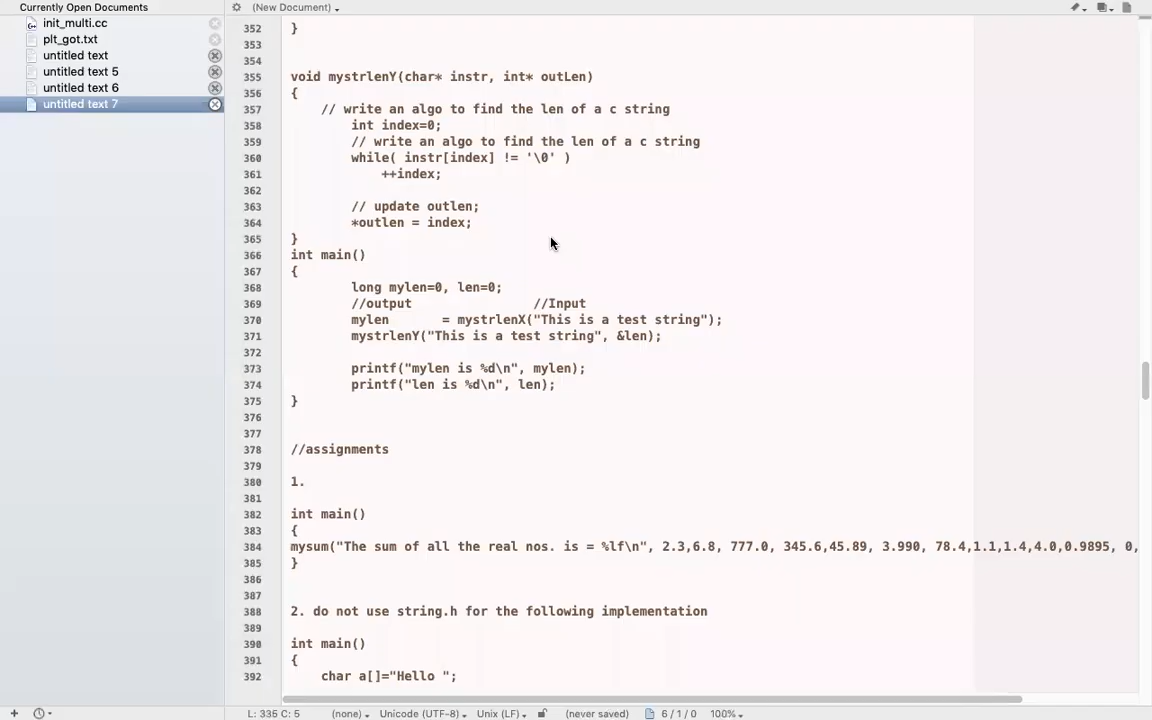 Currently Open Documents
(New Document)
init_multi.cc
plt_got.txt
untitled text
untitled text 5
untitled text 6
untitled text 7
352 }
353
354
355 void mystrlenY(char* instr, int* outLen)
356 {
357 // write an algo to find the len of a c string
358 int index=0;
359 // write an algo to find the len of a c string
360 while( instr[index] != '\0' )
361 ++index;
362
363 // update outlen;
364 *outlen = index;
365 }
366 int main()
367 {
368 long mylen=0, len=0;
369 //output //Input
370 mylen = mystrlenX("This is a test string");
371 mystrlenY("This is a test string", &len);
372
373 printf("mylen is %d\n", mylen);
374 printf("len is %d\n", len);
375 }
376
377
378 //assignments
379
380 1.
381
382 int main()
383 {
384 mysum("The sum of all the real nos. is = %lf\n", 2.3,6.8, 777.0, 345.6,45.89, 3.990, 78.4,1.1,1.4,4.0,0.9895, 0,
385 }
386
387
388 2. do not use string.h for the following implementation
389
390 int main()
391 {
392 char a[]="Hello ";
L: 335 C: 5 (none) Unicode (UTF-8) Unix (LF) (never saved) 6 / 1 / 0 100%